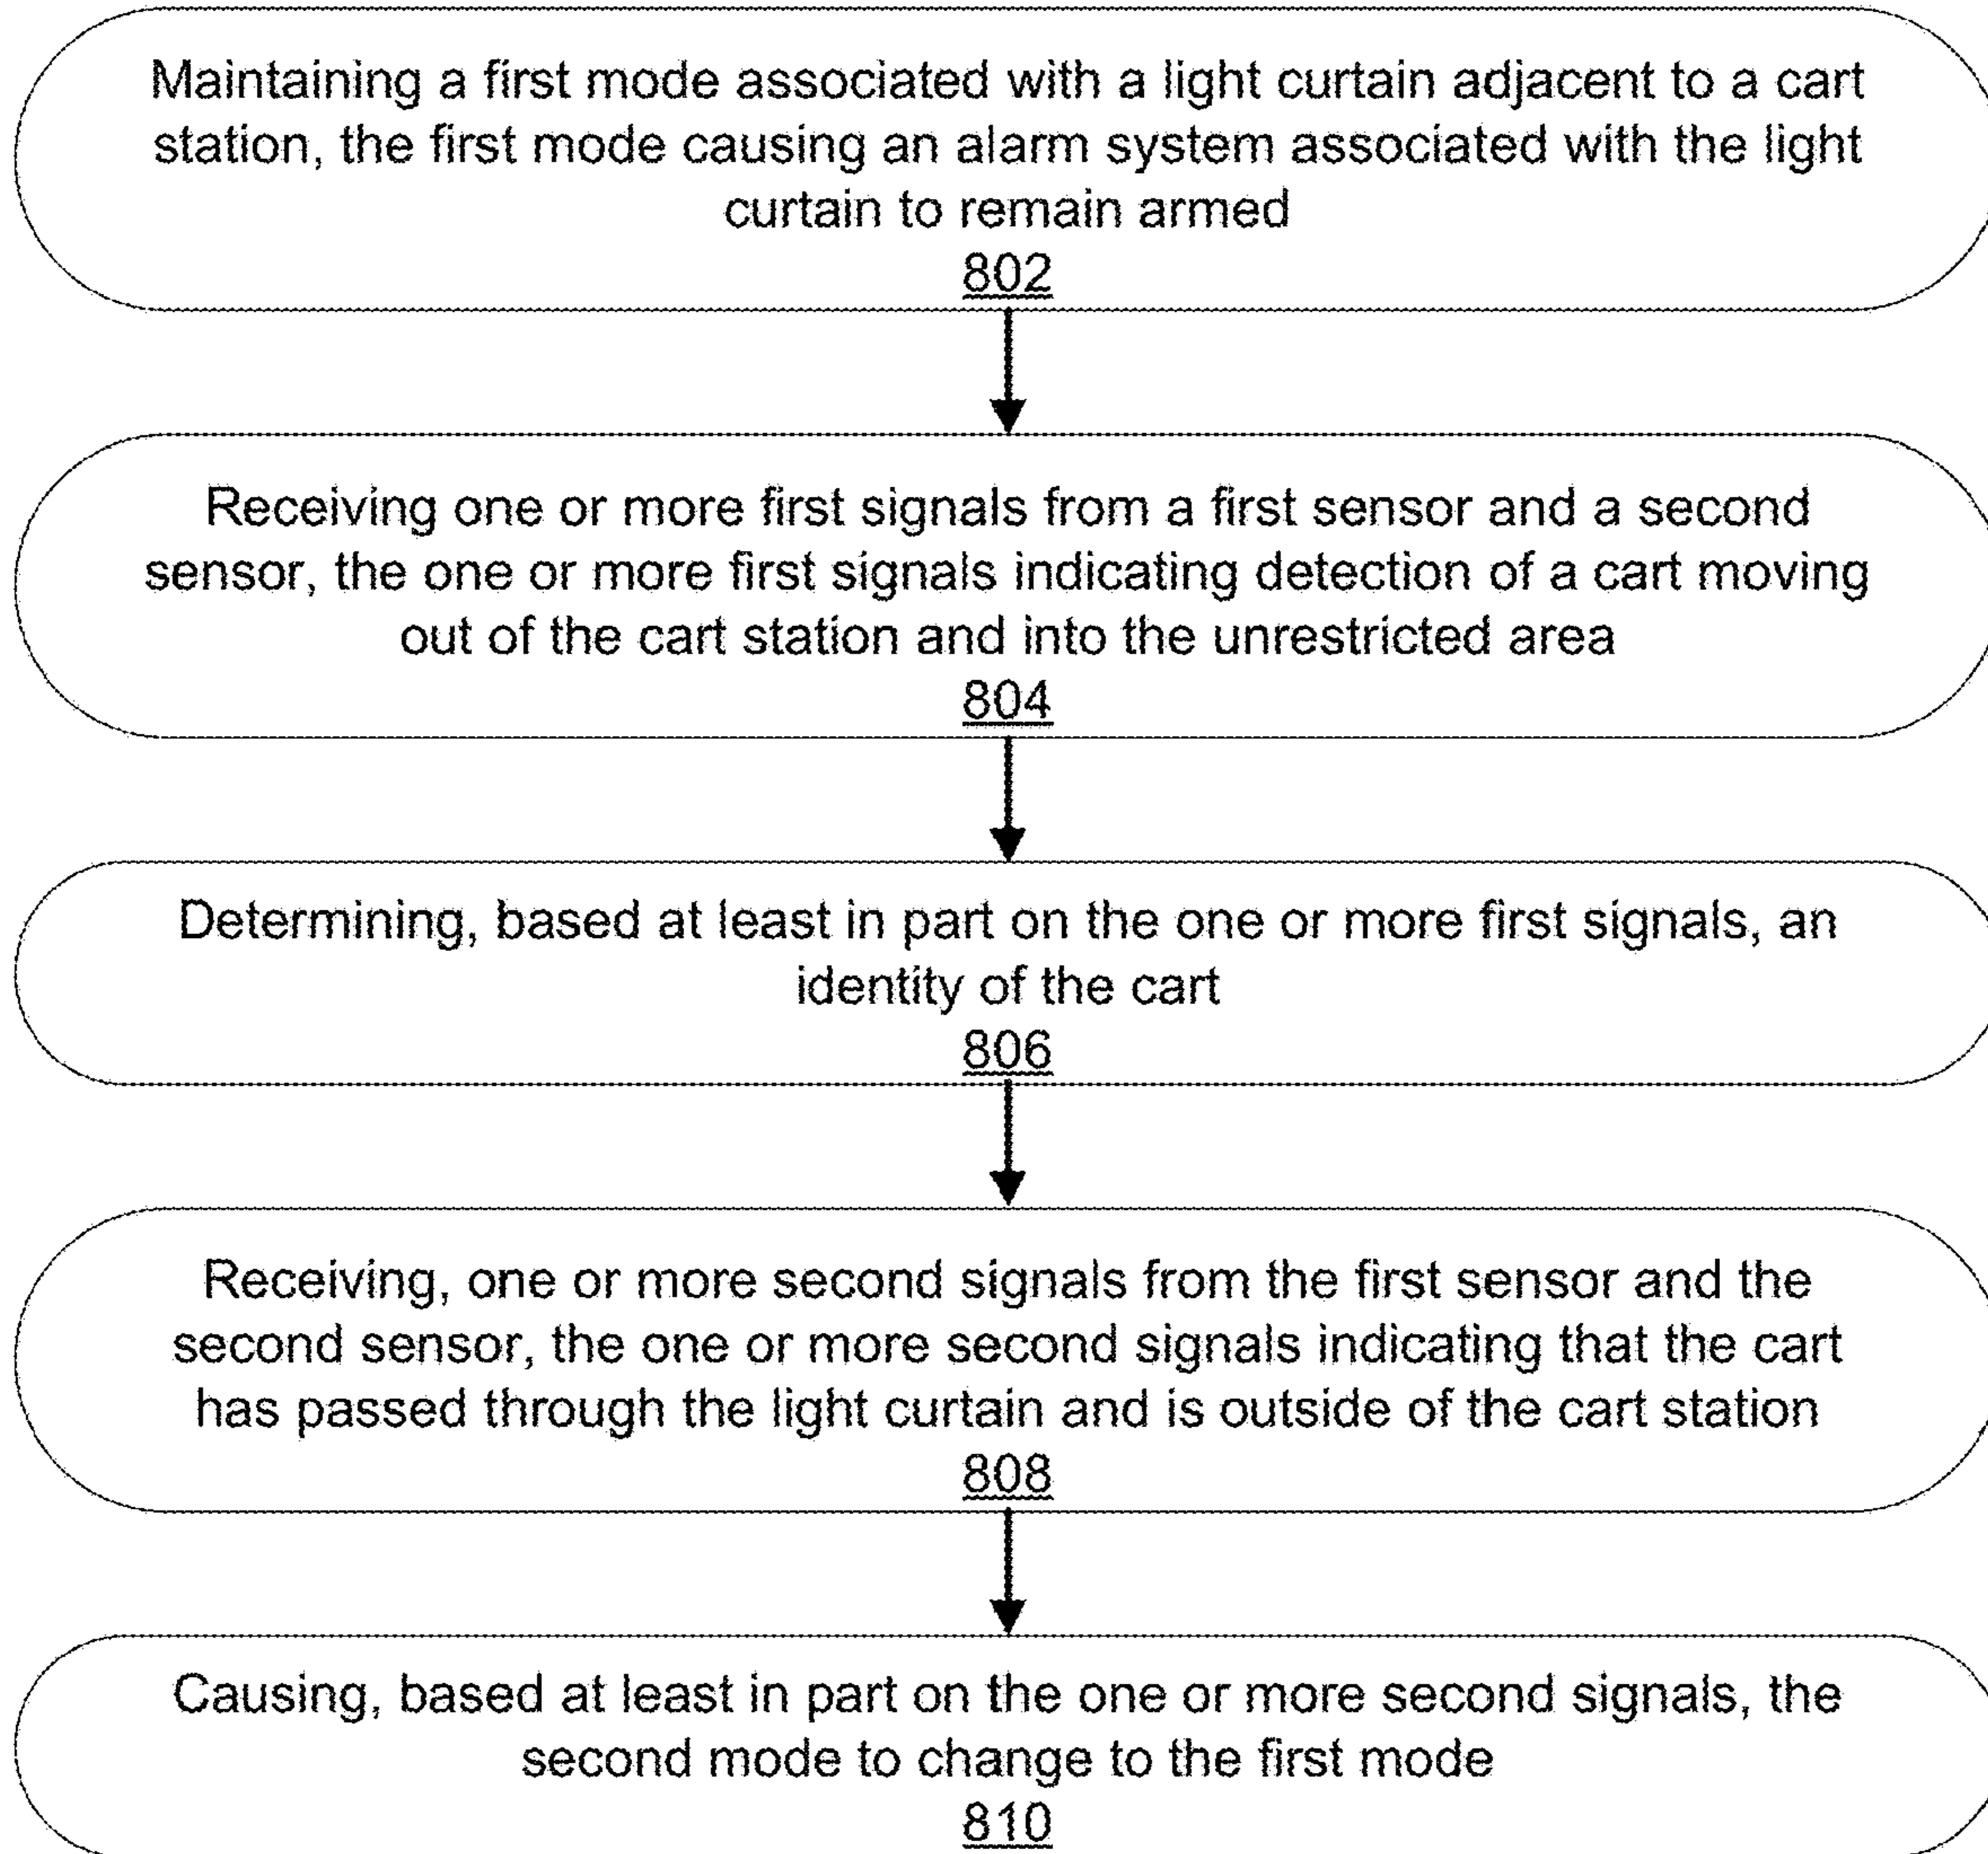 Maintaining a first mode associated with a light curtain adjacent to a cart
station, the first mode causing an alarm system associated with the light
curtain to remain armed
802
Receiving one or more first signals from a first sensor and a second
sensor, the one or more first signals indicating detection of a cart moving
out of the cart station and into the unrestricted area
804
Determining, based at least in part on the one or more first signals, an
identity of the cart
806
Receiving, one or more second signals from the first sensor and the
second sensor, the one or more second signals indicating that the cart
has passed through the light curtain and is outside of the cart station
808
Causing, based at least in part on the one or more second signals, the
second mode to change to the first mode
810